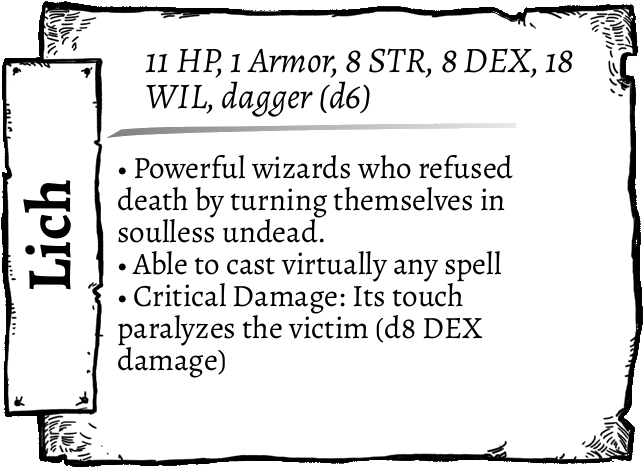 Lich
11 HP, 1 Armor, 8 STR, 8 DEX, 18
WIL, dagger (d6)
• Powerful wizards who refused
death by turning themselves in
soulless undead.
• Able to cast virtually any spell
• Critical Damage: Its touch
paralyzes the victim (d8 DEX
damage)